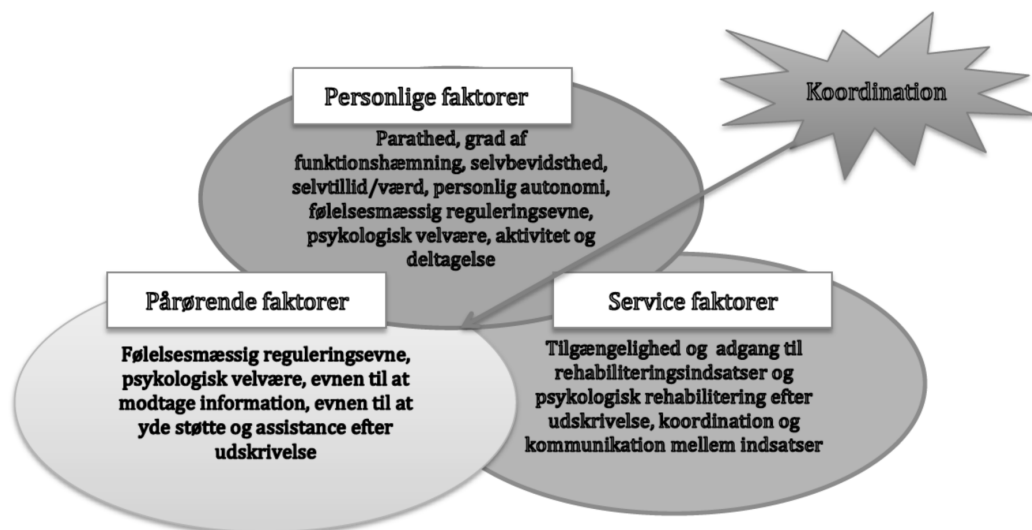 Koordination
Personlige faktorer
Parathed, grad af
funktionshæmning, selvbevidsthed,
selvtillid/værd, personlig autonomi,
følelsesmæssig reguleringsevne,
psykologisk velvære, aktivitet og
deltagelse
Pårørende faktorer
Følelsesmæssig reguleringsevne,
psykologisk velvære, evnen til at
modtage information, evnen til at
yde støtte og assistance efter
udskrivelse
Service faktorer
Tilgængelighed og adgang til
rehabiliteringsindsatser og
psykologisk rehabilitering efter
udskrivelse, koordination og
kommunikation mellem indsatser